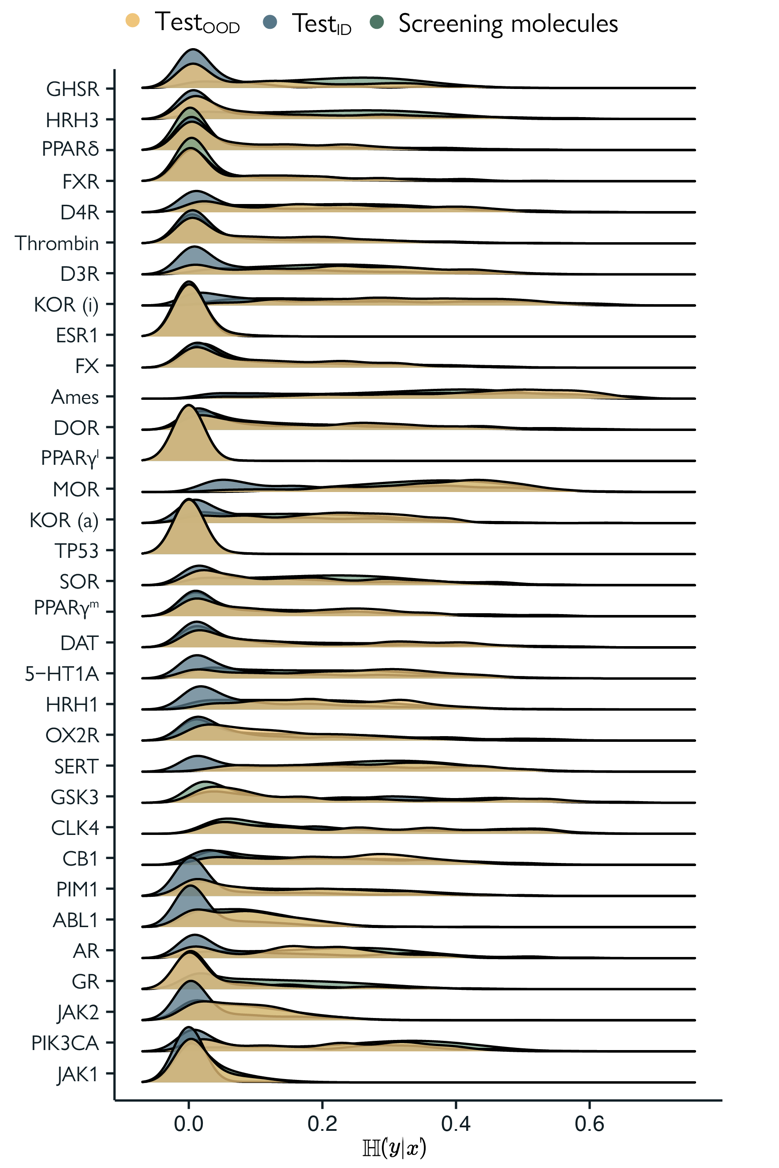 Test_OOD Test_ID Screening molecules
GHSR
HRH3
PPARδ
FXR
D4R
Thrombin
D3R
KOR (i)
ESR1
FX
Ames
DOR
PPARγˡ
MOR
KOR (a)
TP53
SOR
PPARγᵐ
DAT
5−HT1A
HRH1
OX2R
SERT
GSK3
CLK4
CB1
PIM1
ABL1
AR
GR
JAK2
PIK3CA
JAK1
0.0 0.2 0.4 0.6
ℍ(y|x)